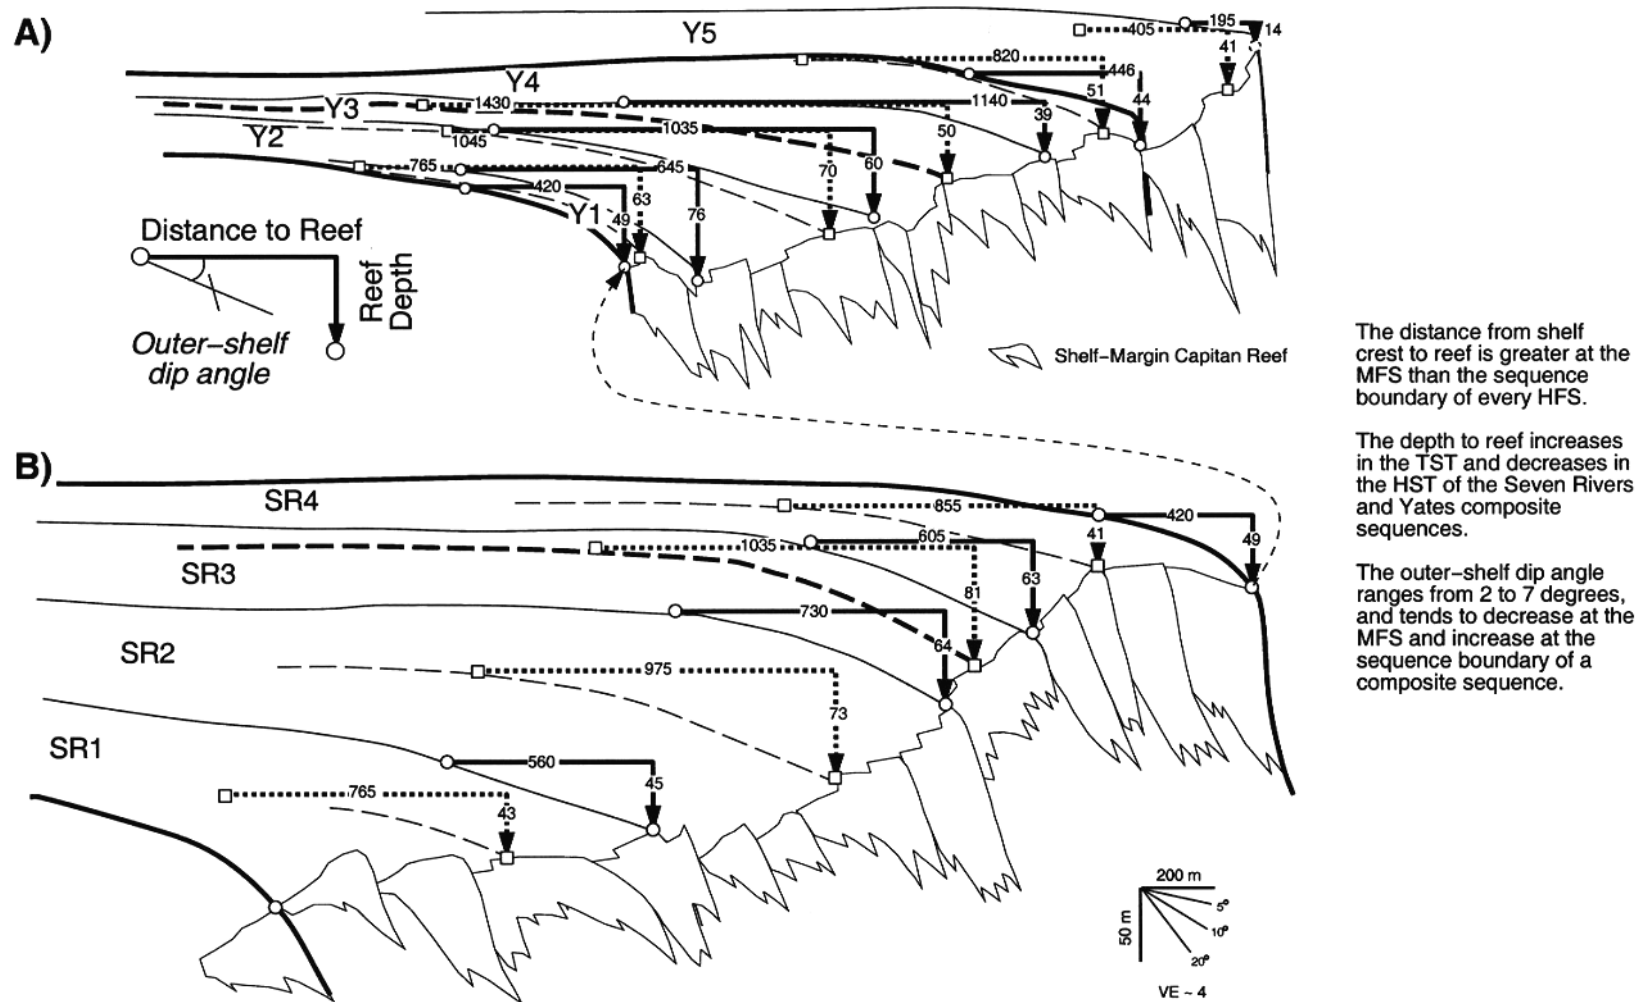 A)
Y5
195
14
405
41
820
446
Y4
51
44
Y3
1430
1140
39
50
Y2
1045
1035
70
60
765
645
63
76
420
49
Y1
Distance to Reef
Reef
Depth
Outer–shelf
dip angle
Shelf–Margin Capitan Reef
The distance from shelf
crest to reef is greater at the
MFS than the sequence
boundary of every HFS.
The depth to reef increases
in the TST and decreases in
the HST of the Seven Rivers
and Yates composite
sequences.
The outer–shelf dip angle
ranges from 2 to 7 degrees,
and tends to decrease at the
MFS and increase at the
sequence boundary of a
composite sequence.
B)
SR4
855
420
41
49
1035
605
SR3
63
81
730
64
SR2
975
73
SR1
560
45
765
43
200 m
50 m
5°
10°
20°
VE ~ 4